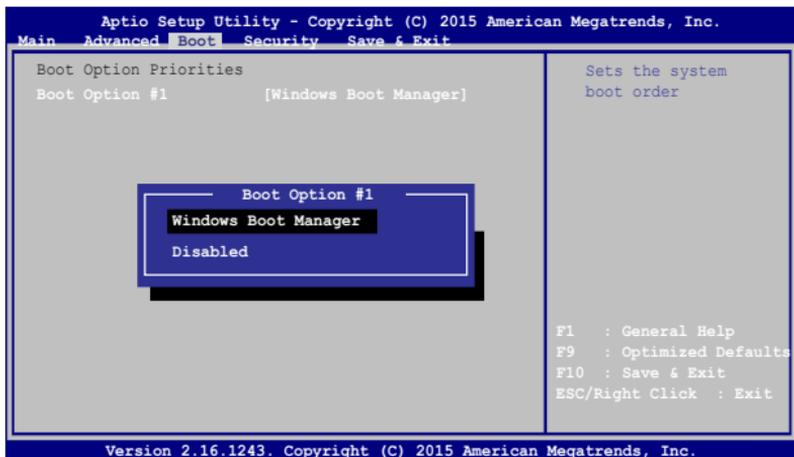 Aptio Setup Utility - Copyright (C) 2015 American Megatrends, Inc.
Main Advanced Boot Security Save & Exit
Boot Option Priorities
Boot Option #1 [Windows Boot Manager]
Sets the system
boot order
Boot Option #1
Windows Boot Manager
Disabled
F1 : General Help
F9 : Optimized Defaults
F10 : Save & Exit
ESC/Right Click : Exit
Version 2.16.1243. Copyright (C) 2015 American Megatrends, Inc.